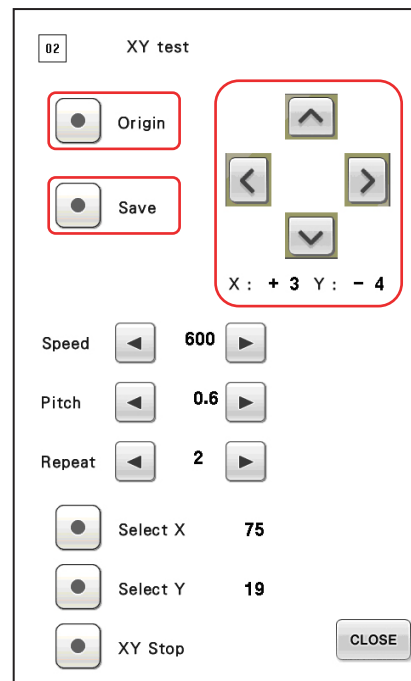 02 XY test
Origin
Save
X : + 3 Y : - 4
Speed 600
Pitch 0.6
Repeat 2
Select X 75
Select Y 19
XY Stop
CLOSE